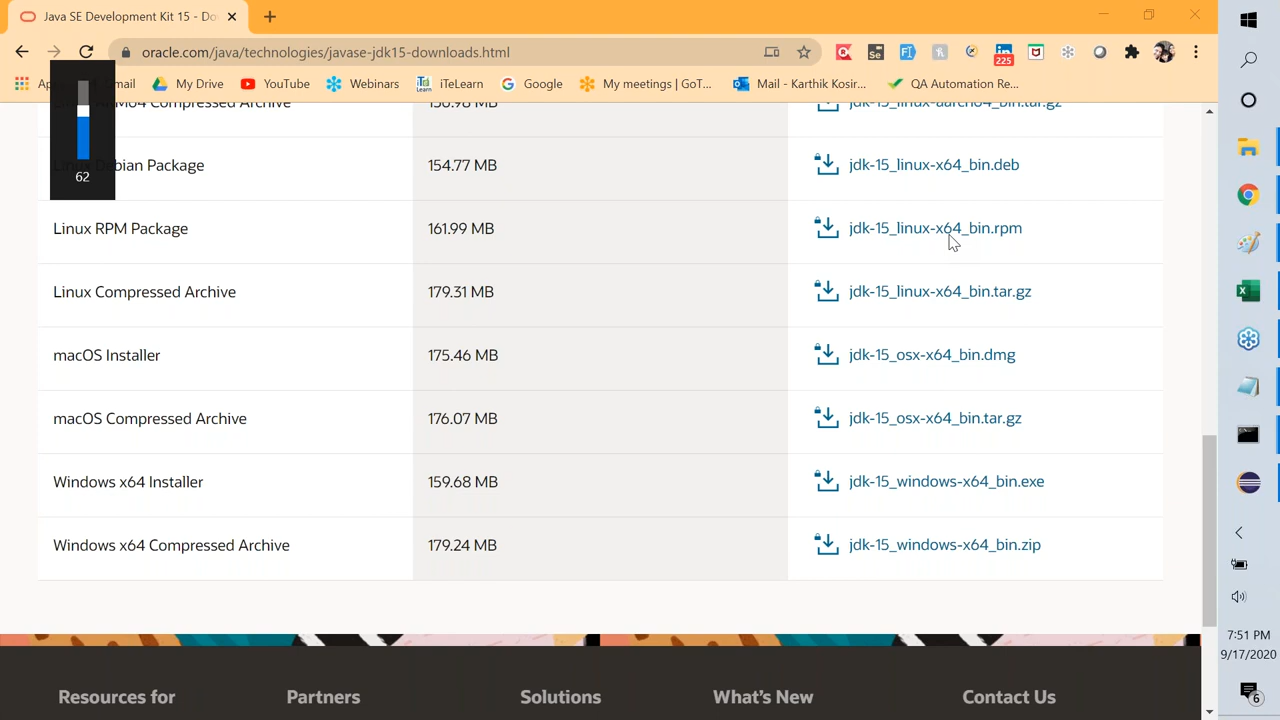 Java SE Development Kit 15 - Do
oracle.com/java/technologies/javase-jdk15-downloads.html
225
My Drive
YouTube
Webinars
iTeLearn
Google
My meetings | GoT...
Mail - Karthik Kosir...
QA Automation Re...
62
Debian Package
154.77 MB
jdk-15_linux-x64_bin.deb
Linux RPM Package
161.99 MB
jdk-15_linux-x64_bin.rpm
Linux Compressed Archive
179.31 MB
jdk-15_linux-x64_bin.tar.gz
macOS Installer
175.46 MB
jdk-15_osx-x64_bin.dmg
macOS Compressed Archive
176.07 MB
jdk-15_osx-x64_bin.tar.gz
Windows x64 Installer
159.68 MB
jdk-15_windows-x64_bin.exe
Windows x64 Compressed Archive
179.24 MB
jdk-15_windows-x64_bin.zip
Resources for
Partners
Solutions
What's New
Contact Us
7:51 PM
9/17/2020
6